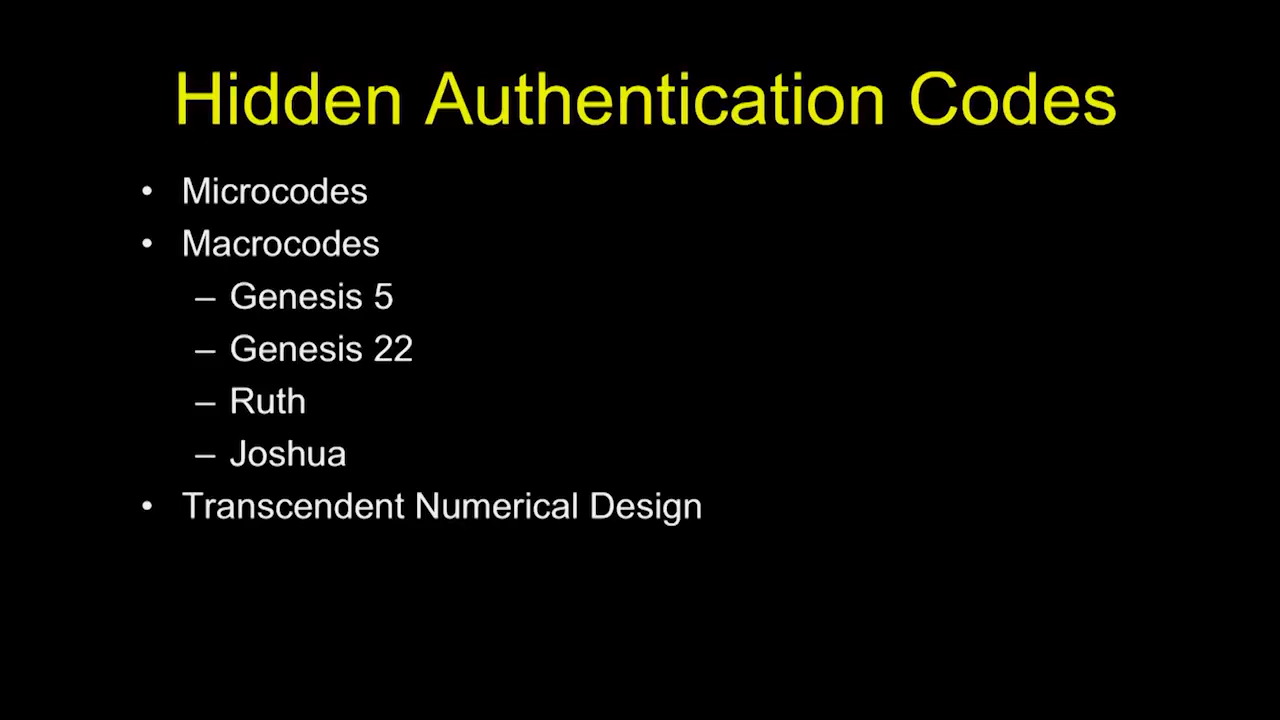 Hidden Authentication Codes
• Microcodes
• Macrocodes
– Genesis 5
– Genesis 22
– Ruth
– Joshua
• Transcendent Numerical Design